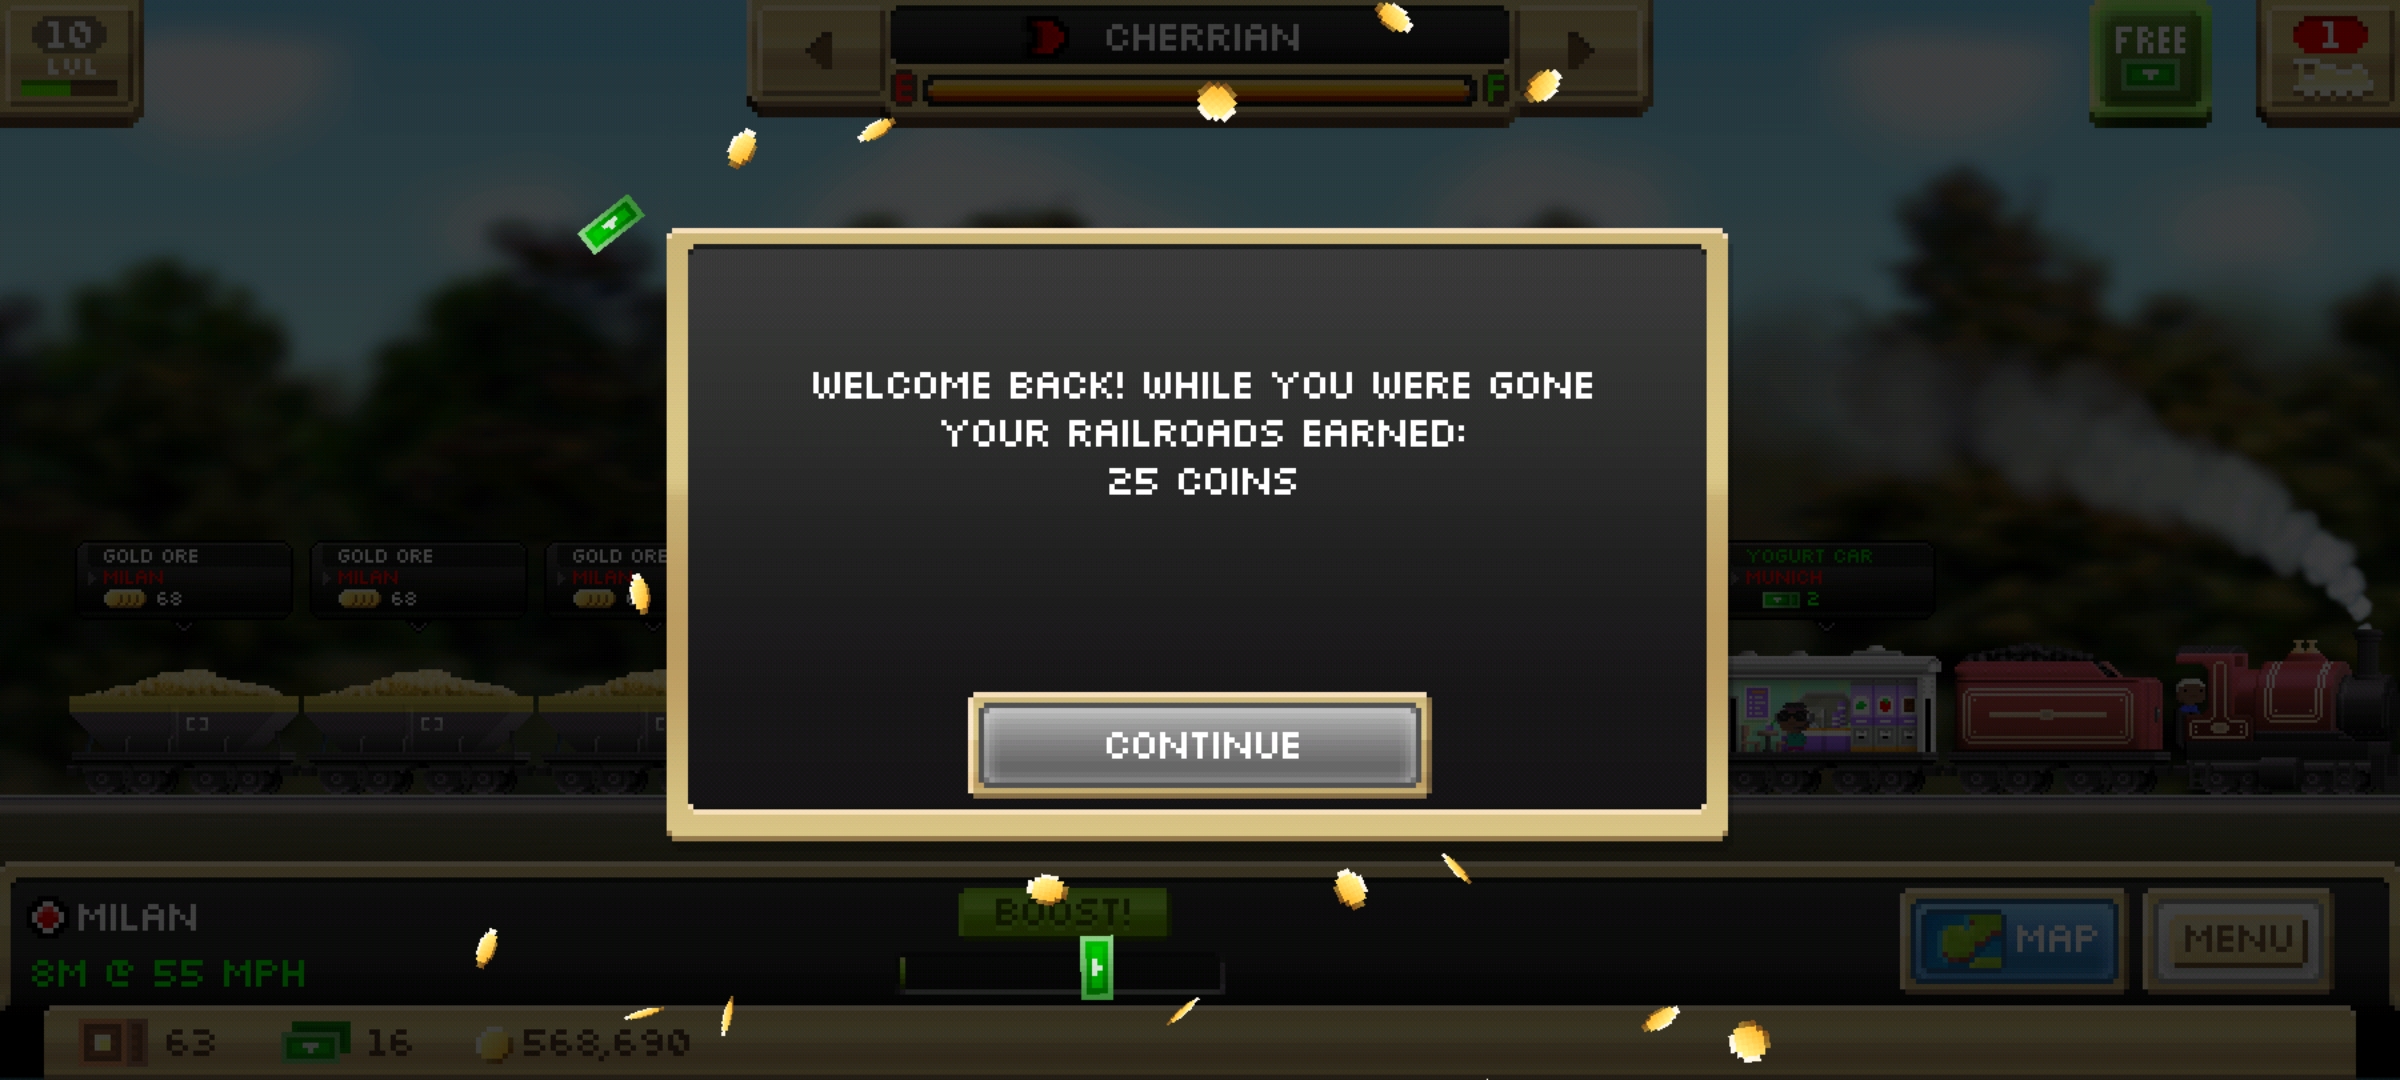 10
LVL
CHERRIAN
E
F
FREE
1
WELCOME BACK! WHILE YOU WERE GONE
YOUR RAILROADS EARNED:
25 COINS
CONTINUE
GOLD ORE
MILAN
68
GOLD ORE
MILAN
68
GOLD ORE
MILAN
YOGURT CAR
MUNICH
2
MILAN
8M @ 55 MPH
BOOST!
MAP
MENU
63
16
568,690